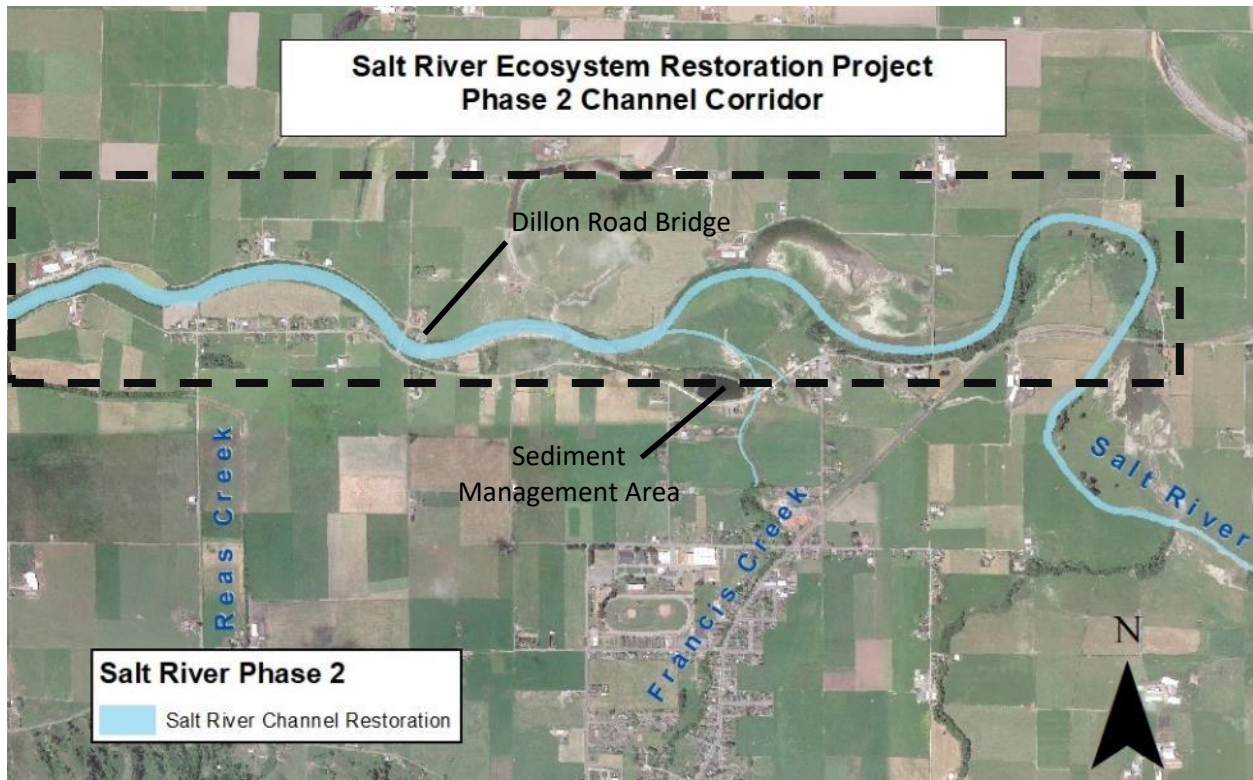 Salt River Ecosystem Restoration Project
Phase 2 Channel Corridor
Dillon Road Bridge
Sediment
Management Area
Salt River
Reas Creek
Francis Creek
N
Salt River Phase 2
Salt River Channel Restoration